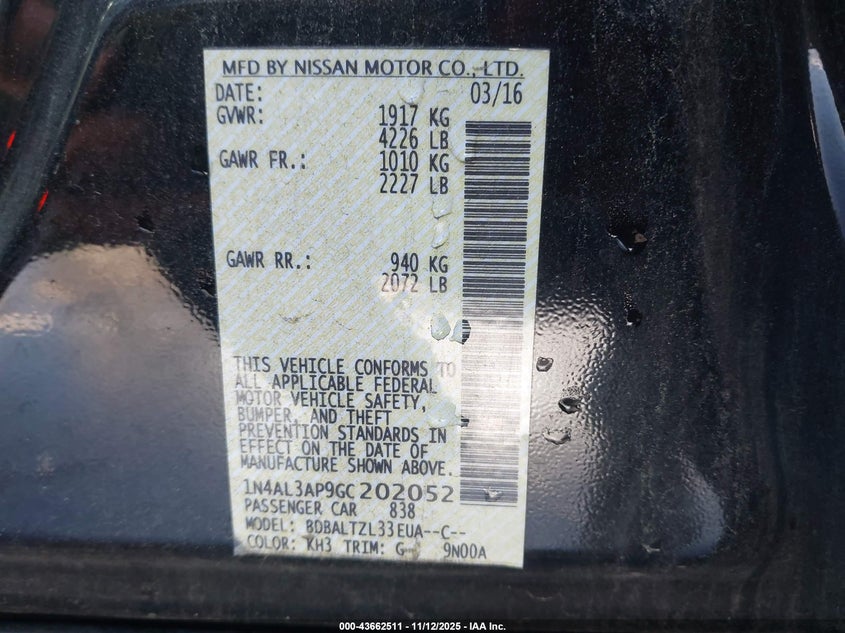 MFD BY NISSAN MOTOR CO., LTD.
DATE: 03/16
GVWR: 1917 KG
4226 LB
GAWR FR.: 1010 KG
2227 LB
GAWR RR.: 940 KG
2072 LB
THIS VEHICLE CONFORMS TO
ALL APPLICABLE FEDERAL
MOTOR VEHICLE SAFETY,
BUMPER, AND THEFT
PREVENTION STANDARDS IN
EFFECT ON THE DATE OF
MANUFACTURE SHOWN ABOVE.
1N4AL3AP9GC202052
PASSENGER CAR 838
MODEL: BDBALTZL33EUA--C--
COLOR: KH3 TRIM: G 9N00A
000-43662511 - 11/12/2025 - IAA Inc.